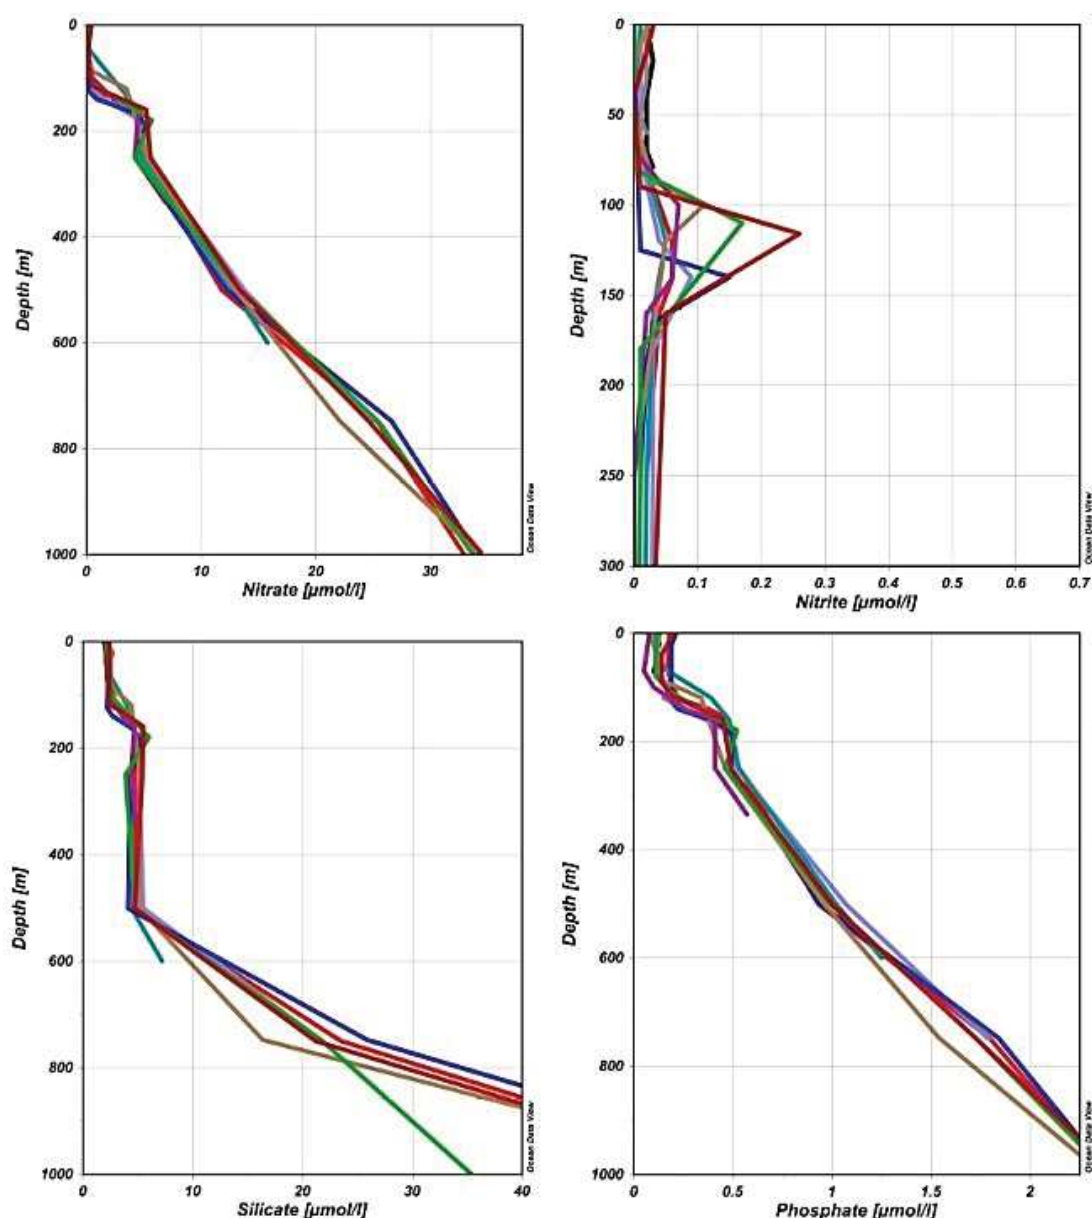 0
200
400
600
800
1000
Depth [m]
0 10 20 30
Nitrate [µmol/l]
Ocean Data View
0
50
100
150
200
250
300
Depth [m]
0 0.1 0.2 0.3 0.4 0.5 0.6 0.7
Nitrite [µmol/l]
Ocean Data View
0
200
400
600
800
1000
Depth [m]
0 10 20 30 40
Silicate [µmol/l]
Ocean Data View
0
200
400
600
800
1000
Depth [m]
0 0.5 1 1.5 2
Phosphate [µmol/l]
Ocean Data View